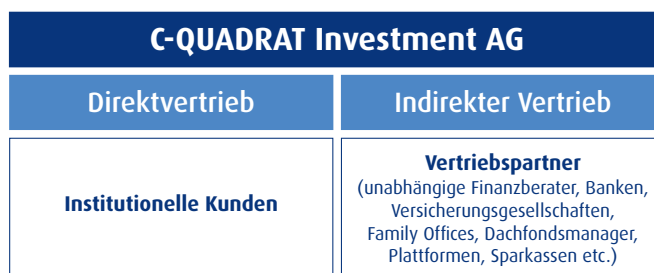 C-QUADRAT Investment AG
Direktvertrieb
Indirekter Vertrieb
Institutionelle Kunden
Vertriebspartner
(unabhängige Finanzberater, Banken,
Versicherungsgesellschaften,
Family Offices, Dachfondsmanager,
Plattformen, Sparkassen etc.)